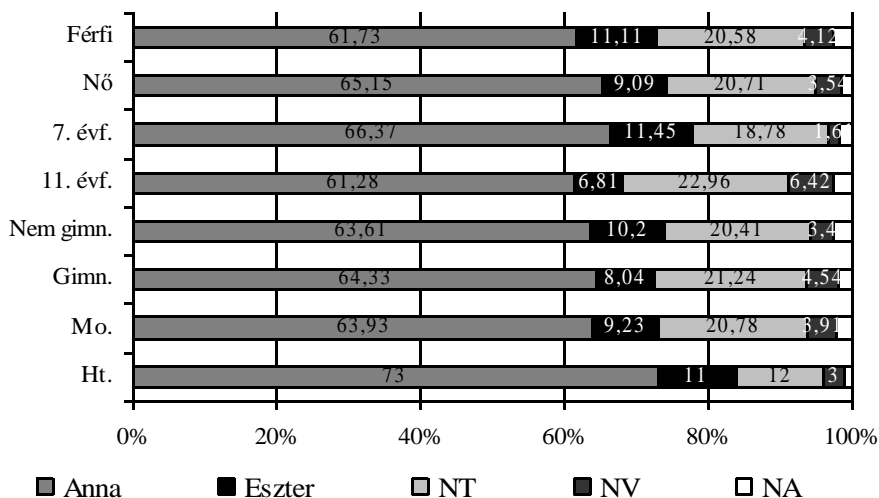 Férfi 61,73 11,11 20,58 4,12
Nő 65,15 9,09 20,71 3,54
7. évf. 66,37 11,45 18,78
11. évf. 61,28 6,81 22,96 6,42
Nem gimn. 63,61 10,2 20,41 3,4
Gimn. 64,33 8,04 21,24 4,54
Mo. 63,93 9,23 20,78 3,91
Ht. 73 11 12 3
0% 20% 40% 60% 80% 100%
Anna Eszter NT NV NA